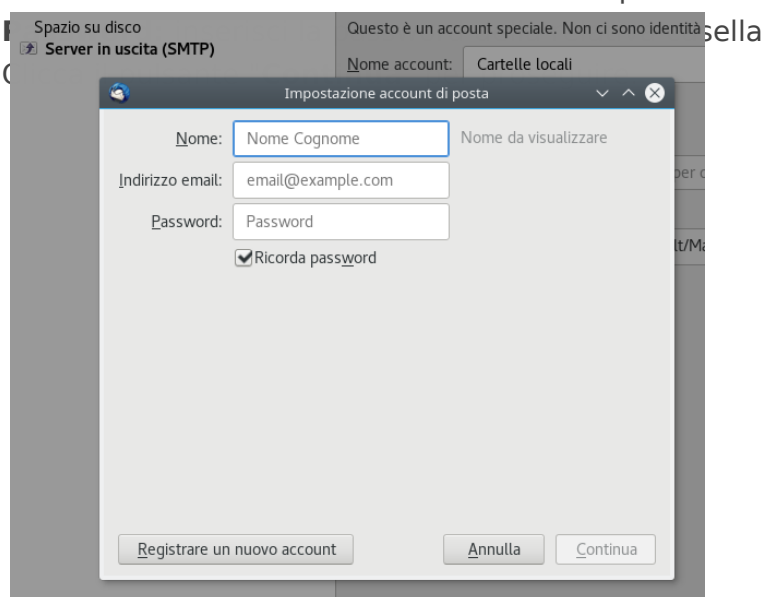 sella
Spazio su disco
Server in uscita (SMTP)
Questo è un account speciale. Non ci sono identità
Nome account: Cartelle locali
Impostazione account di posta
Nome: Nome Cognome Nome da visualizzare
Indirizzo email: email@example.com
per
Password: Password
lt/Ma
Ricorda password
Registrare un nuovo account Annulla Continua